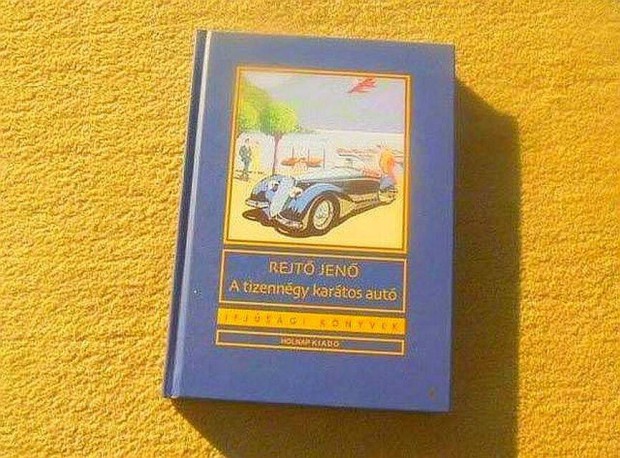 REJTŐ JENŐ
A tizennégy karátos autó
IFJÚSÁGI KÖNYVEK
HOLNAP KIADÓ